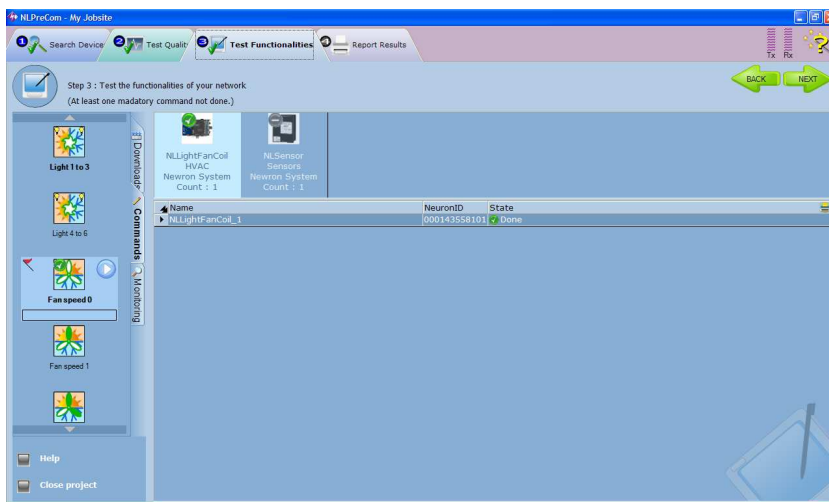 NLPreCom - My Jobsite
1 Search Device
2 Test Quality
3 Test Functionalities
Report Results
Tx Rx
Step 3 : Test the functionalities of your network
(At least one madatory command not done.)
BACK
NEXT
Light 1 to 3
Light 4 to 6
Fan speed 0
Fan speed 1
Downloads
Commands
Monitoring
NLLightFanCoil
HVAC
Newron System
Count : 1
NLSensor
Sensors
Newron System
Count : 1
Name NeuronID State
NLLightFanCoil_1 000143558101 Done
Help
Close project